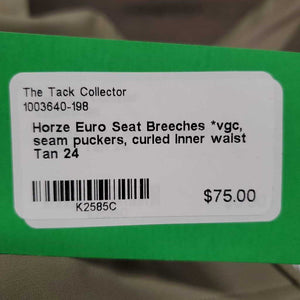 The Tack Collector
1003640-198
Horze Euro Seat Breeches *vgc,
seam puckers, curled inner waist
Tan 24
K2585C
$75.00